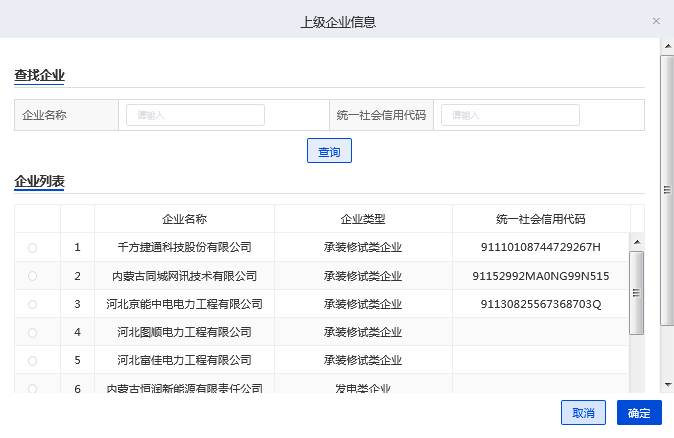 上级企业信息
×
查找企业
企业名称 请输入 统一社会信用代码 请输入
查询
企业列表
企业名称 企业类型 统一社会信用代码
1 千方捷通科技股份有限公司 承装修试类企业 91110108744729267H
2 内蒙古同城网讯技术有限公司 承装修试类企业 91152992MA0NG99N515
3 河北京能中电电力工程有限公司 承装修试类企业 91130825567368703Q
4 河北图顺电力工程有限公司 承装修试类企业
5 河北富佳电力工程有限公司 承装修试类企业
6 内蒙古恒润新能源有限责任公司 发电类企业
取消 确定